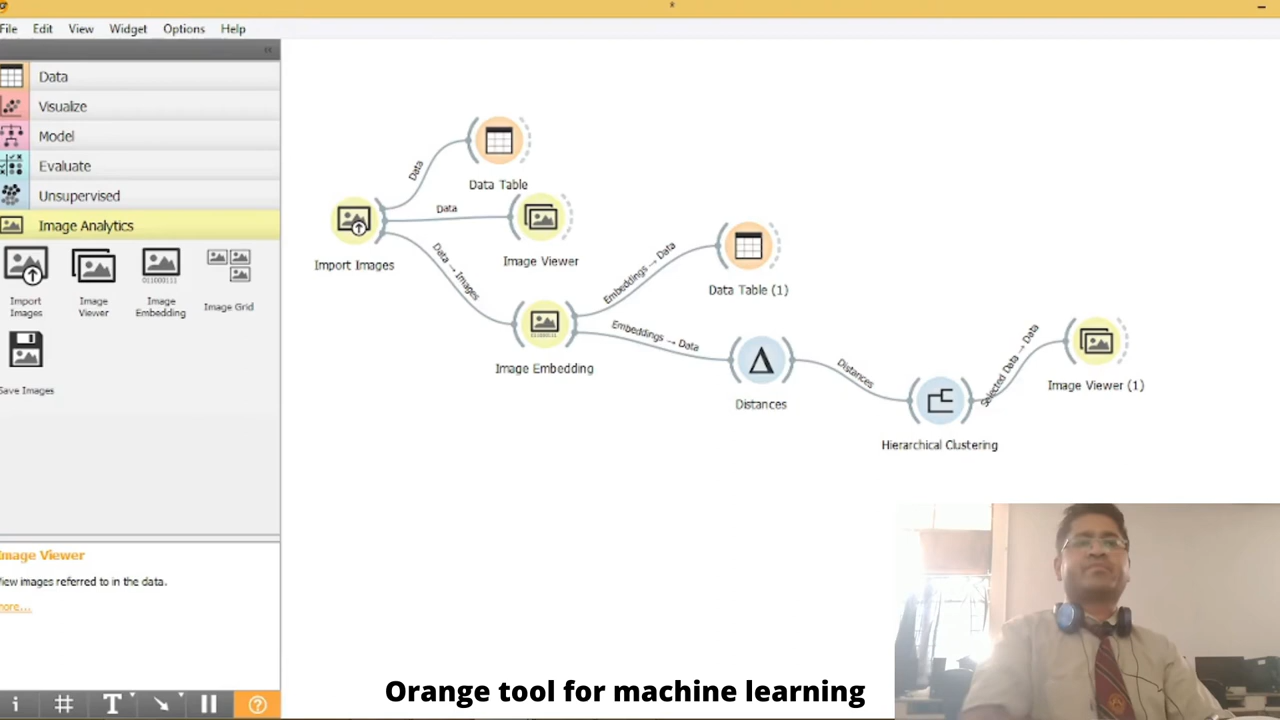 *
File Edit View Widget Options Help
Data
Visualize
Model
Evaluate
Unsupervised
Image Analytics
Import Images
Image Viewer
Image Embedding
011000111
Image Grid
Save Images
Image Viewer
View images referred to in the data.
more...
Data
Data Table
Data
Image Viewer
Import Images
Data → Images
Image Embedding
Embeddings → Data
Data Table (1)
Embeddings → Data
Distances
Distances
Hierarchical Clustering
Selected Data → Data
Image Viewer (1)
Orange tool for machine learning